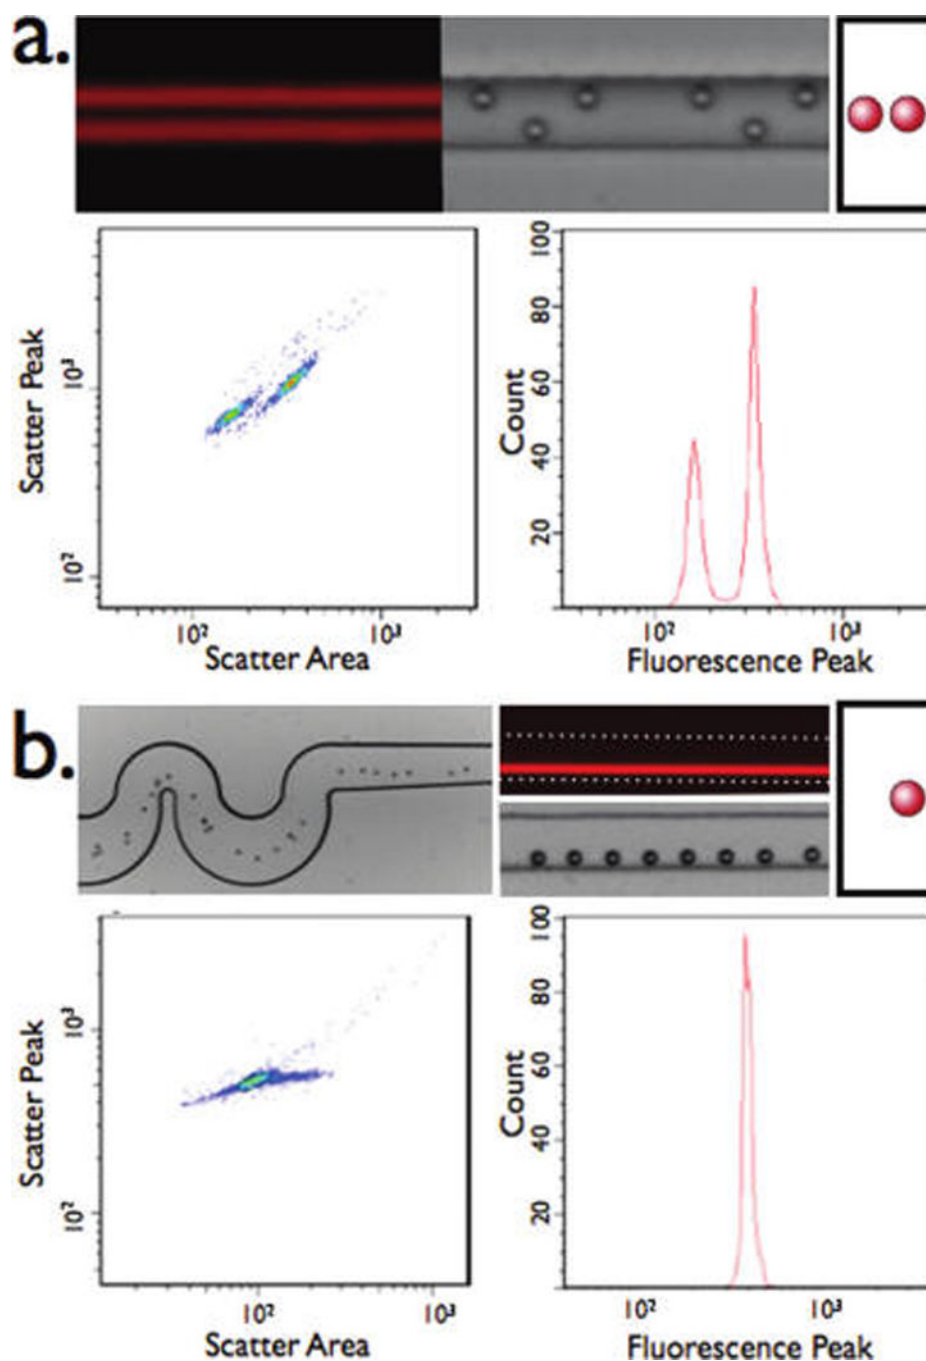 a.
Scatter Peak
10³
10²
10² 10³
Scatter Area
Count
100
80
60
40
20
10² 10³
Fluorescence Peak
b.
Scatter Peak
10³
10²
10² 10³
Scatter Area
Count
100
80
60
40
20
10² 10³
Fluorescence Peak